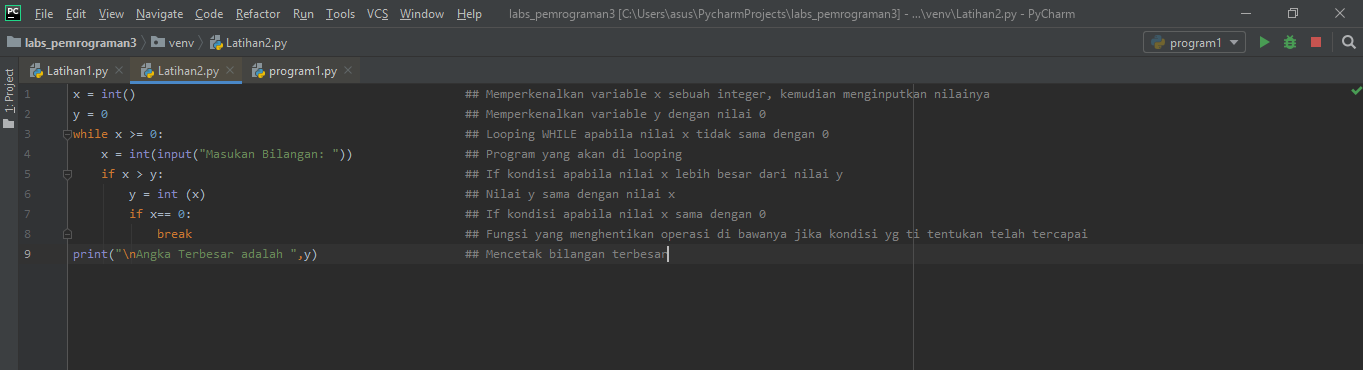 PC File Edit View Navigate Code Refactor Run Tools VCS Window Help labs_pemrograman3 [C:\Users\asus\PycharmProjects\labs_pemrograman3] - ...\venv\Latihan2.py - PyCharm
labs_pemrograman3 venv Latihan2.py program1
Latihan1.py Latihan2.py program1.py
1: Project
1 x = int() ## Memperkenalkan variable x sebuah integer, kemudian menginputkan nilainya
2 y = 0 ## Memperkenalkan variable y dengan nilai 0
3 while x >= 0: ## Looping WHILE apabila nilai x tidak sama dengan 0
4 x = int(input("Masukan Bilangan: ")) ## Program yang akan di looping
5 if x > y: ## If kondisi apabila nilai x lebih besar dari nilai y
6 y = int (x) ## Nilai y sama dengan nilai x
7 if x== 0: ## If kondisi apabila nilai x sama dengan 0
8 break ## Fungsi yang menghentikan operasi di bawanya jika kondisi yg ti tentukan telah tercapai
9 print("\nAngka Terbesar adalah ",y) ## Mencetak bilangan terbesar